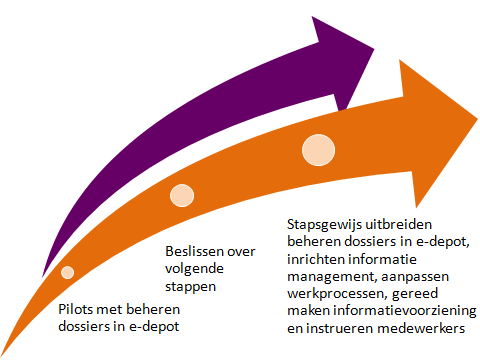 Pilots met beheren
dossiers in e-depot
Beslissen over
volgende
stappen
Stapsgewijs uitbreiden
beheren dossiers in e-depot,
inrichten informatie
management, aanpassen
werkprocessen, gereed
maken informatievoorziening
en instrueren medewerkers